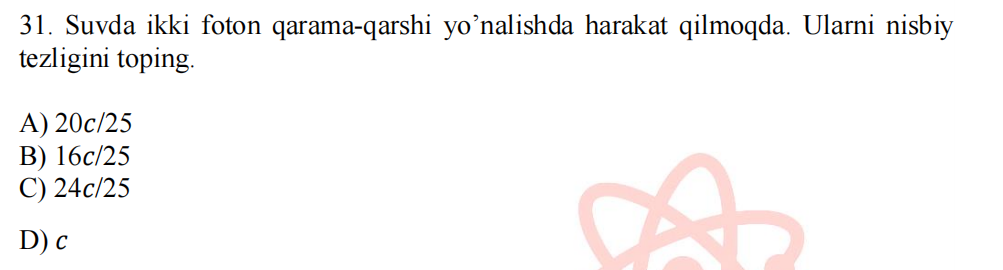 31. Suvda ikki foton qarama-qarshi yo’nalishda harakat qilmoqda. Ularni nisbiy
tezligini toping.
A) 20c/25
B) 16c/25
C) 24c/25
D) c